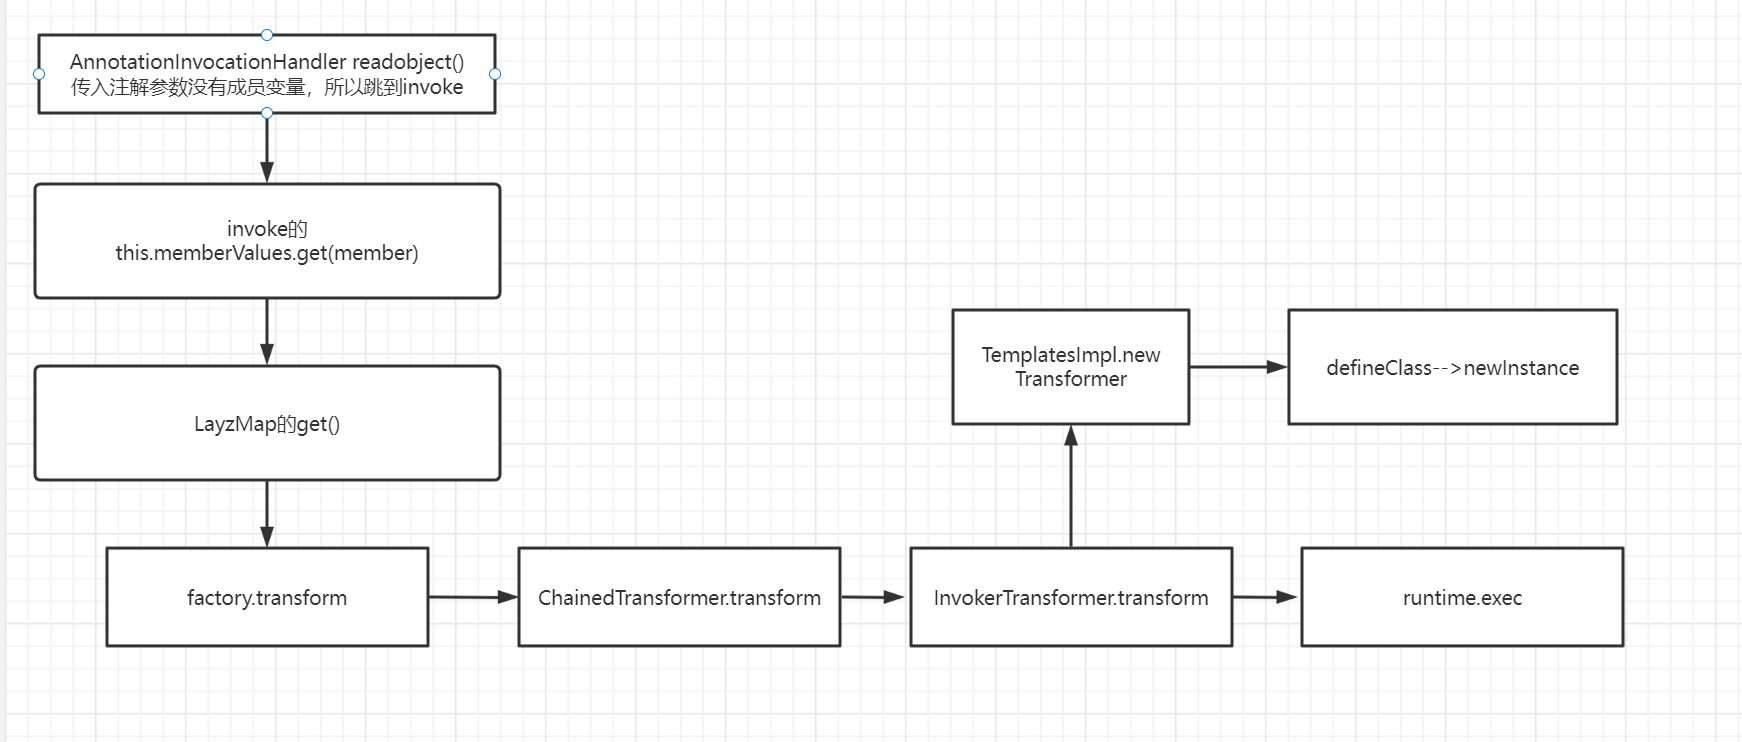 AnnotationInvocationHandler readobject()
传入注解参数没有成员变量，所以跳到invoke
invoke的
this.memberValues.get(member)
LayzMap的get()
factory.transform
ChainedTransformer.transform
InvokerTransformer.transform
runtime.exec
TemplatesImpl.new
Transformer
defineClass-->newInstance